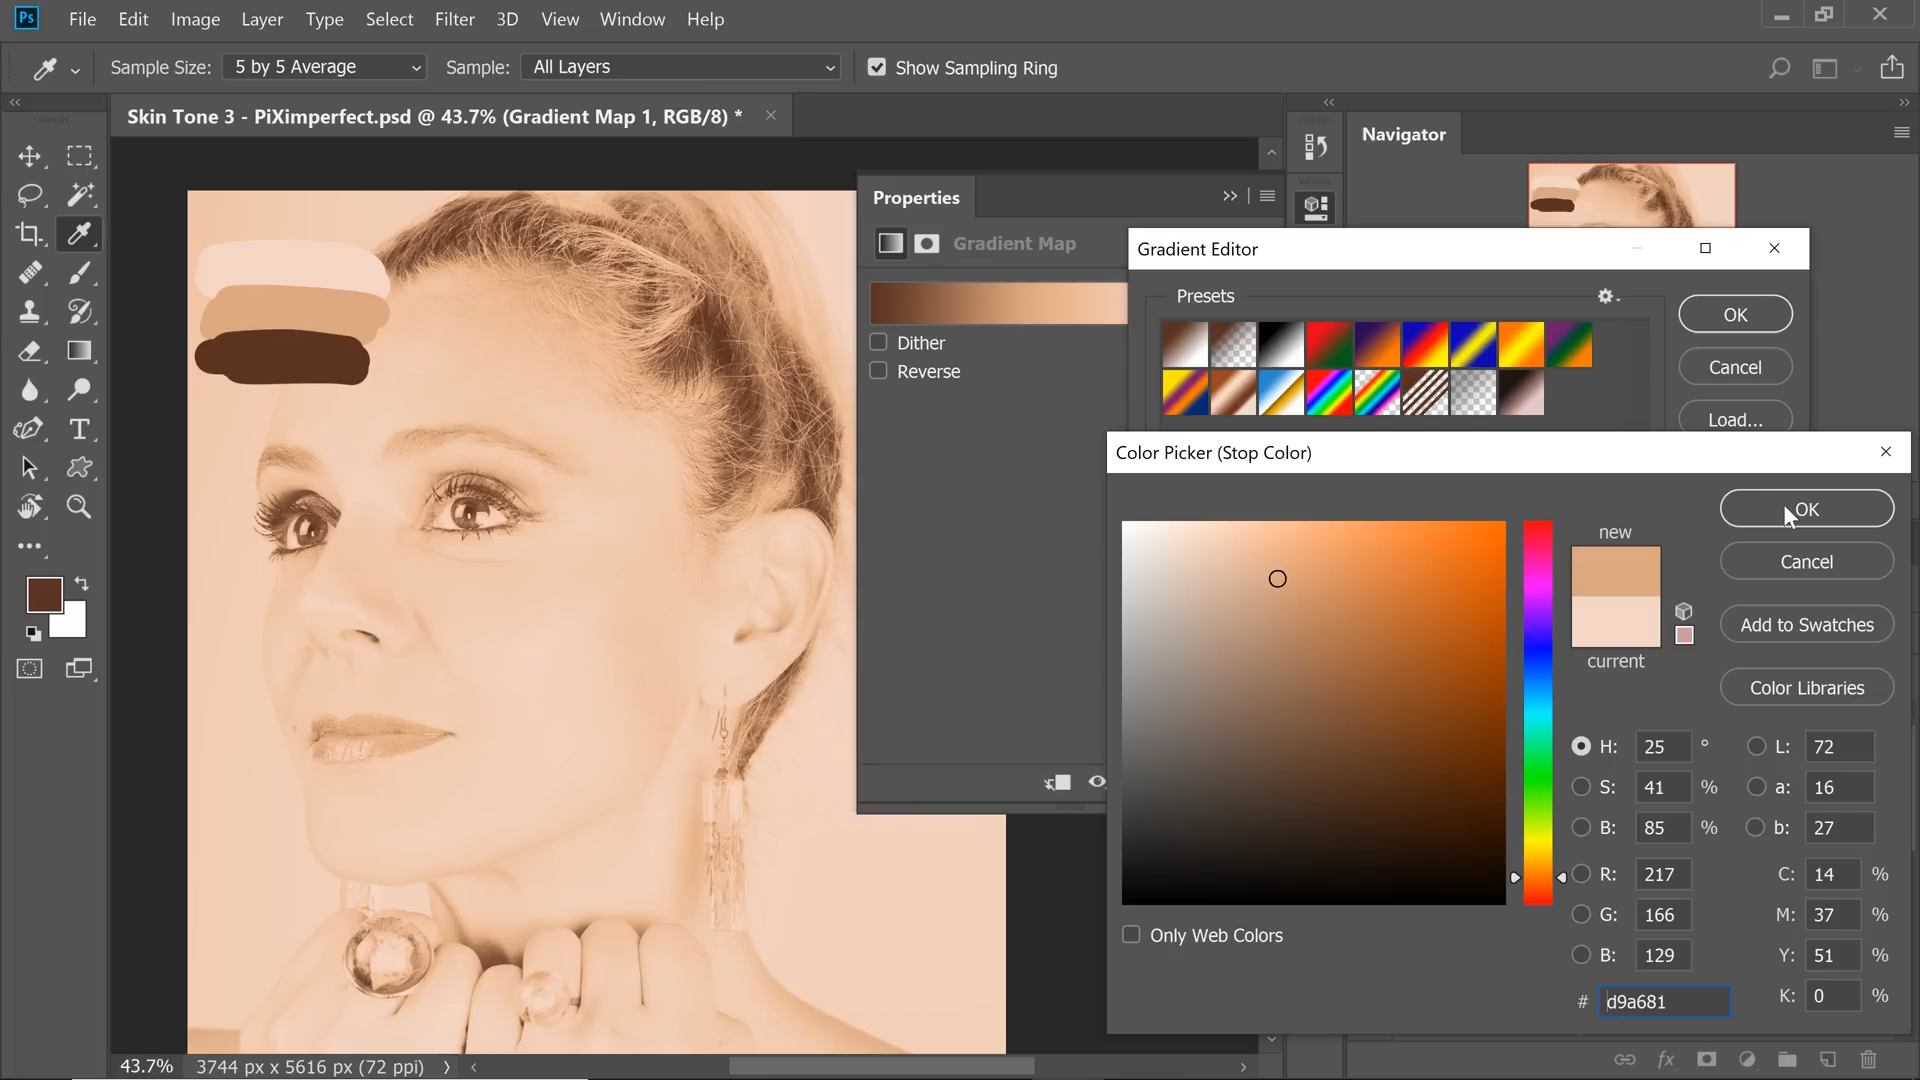 Ps File Edit Image Layer Type Select Filter 3D View Window Help
Sample Size: 5 by 5 Average Sample: All Layers Show Sampling Ring
Skin Tone 3 - PiXimperfect.psd @ 43.7% (Gradient Map 1, RGB/8) *
Navigator
Properties
Gradient Map
Dither
Reverse
Gradient Editor
Presets
OK
Cancel
Load...
Color Picker (Stop Color)
OK
new
Cancel
Add to Swatches
current
Color Libraries
H: 25 ° L: 72
S: 41 % a: 16
B: 85 % b: 27
R: 217 C: 14 %
G: 166 M: 37 %
B: 129 Y: 51 %
# d9a681 K: 0 %
Only Web Colors
T
fx
43.7% 3744 px x 5616 px (72 ppi)